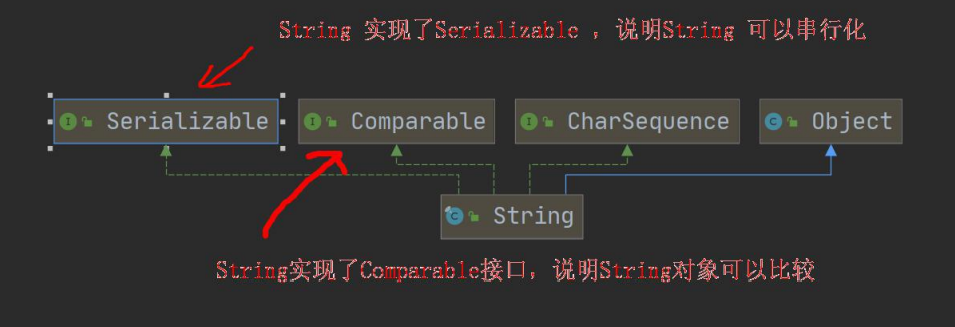 String 实现了Serializable ，说明String 可以串行化
Serializable
Comparable
CharSequence
Object
String
String实现了Comparable接口，说明String对象可以比较